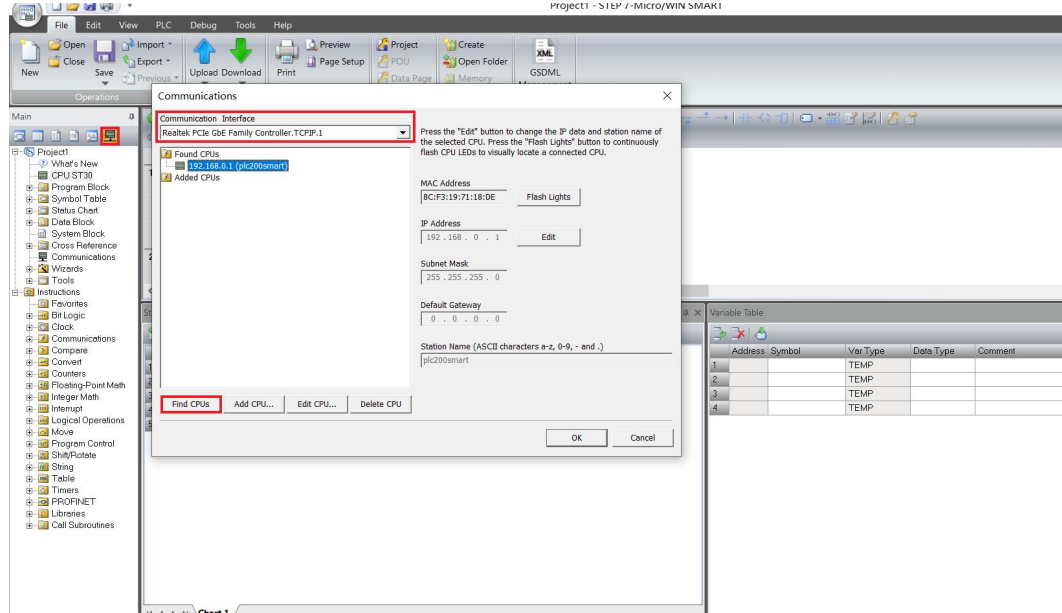 Project1 - STEP 7-Micro/WIN SMART
File Edit View PLC Debug Tools Help
New
Open
Close
Save
Import
Export
Previous
Upload Download
Print
Preview
Page Setup
Project
POU
Data Page
Create
Open Folder
Memory
XML
GSDML
Operations
Main
Project1
What's New
CPU ST30
Program Block
Symbol Table
Status Chart
Data Block
System Block
Cross Reference
Communications
Wizards
Tools
Instructions
Favorites
Bit Logic
Clock
Communications
Compare
Convert
Counters
Floating-Point Math
Integer Math
Interrupt
Logical Operations
Move
Program Control
Shift/Rotate
String
Table
Timers
PROFINET
Libraries
Call Subroutines
Communications
Communication Interface
Realtek PCIe GbE Family Controller.TCPIP.1
Found CPUs
192.168.0.1 (plc200smart)
Added CPUs
Press the "Edit" button to change the IP data and station name of
the selected CPU. Press the "Flash Lights" button to continuously
flash CPU LEDs to visually locate a connected CPU.
MAC Address
8C:F3:19:71:18:DE Flash Lights
IP Address
192 . 168 . 0 . 1 Edit
Subnet Mask
255 . 255 . 255 . 0
Default Gateway
0 . 0 . 0 . 0
Station Name (ASCII characters a-z, 0-9, - and .)
plc200smart
Find CPUs Add CPU... Edit CPU... Delete CPU
OK Cancel
Variable Table
Address Symbol Var Type Data Type Comment
1 TEMP
2 TEMP
3 TEMP
4 TEMP
Chart 1